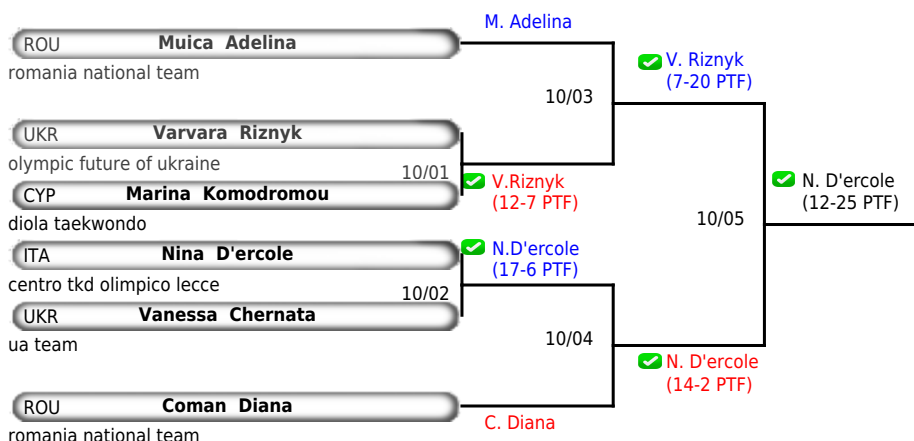 M. Adelina
ROU Muica Adelina
romania national team
V. Riznyk
(7-20 PTF)
10/03
UKR Varvara Riznyk
olympic future of ukraine
10/01
V.Riznyk
(12-7 PTF)
CYP Marina Komodromou
diola taekwondo
N. D'ercole
(12-25 PTF)
10/05
ITA Nina D'ercole
centro tkd olimpico lecce
N.D'ercole
(17-6 PTF)
10/02
UKR Vanessa Chernata
ua team
10/04
N. D'ercole
(14-2 PTF)
ROU Coman Diana
romania national team
C. Diana